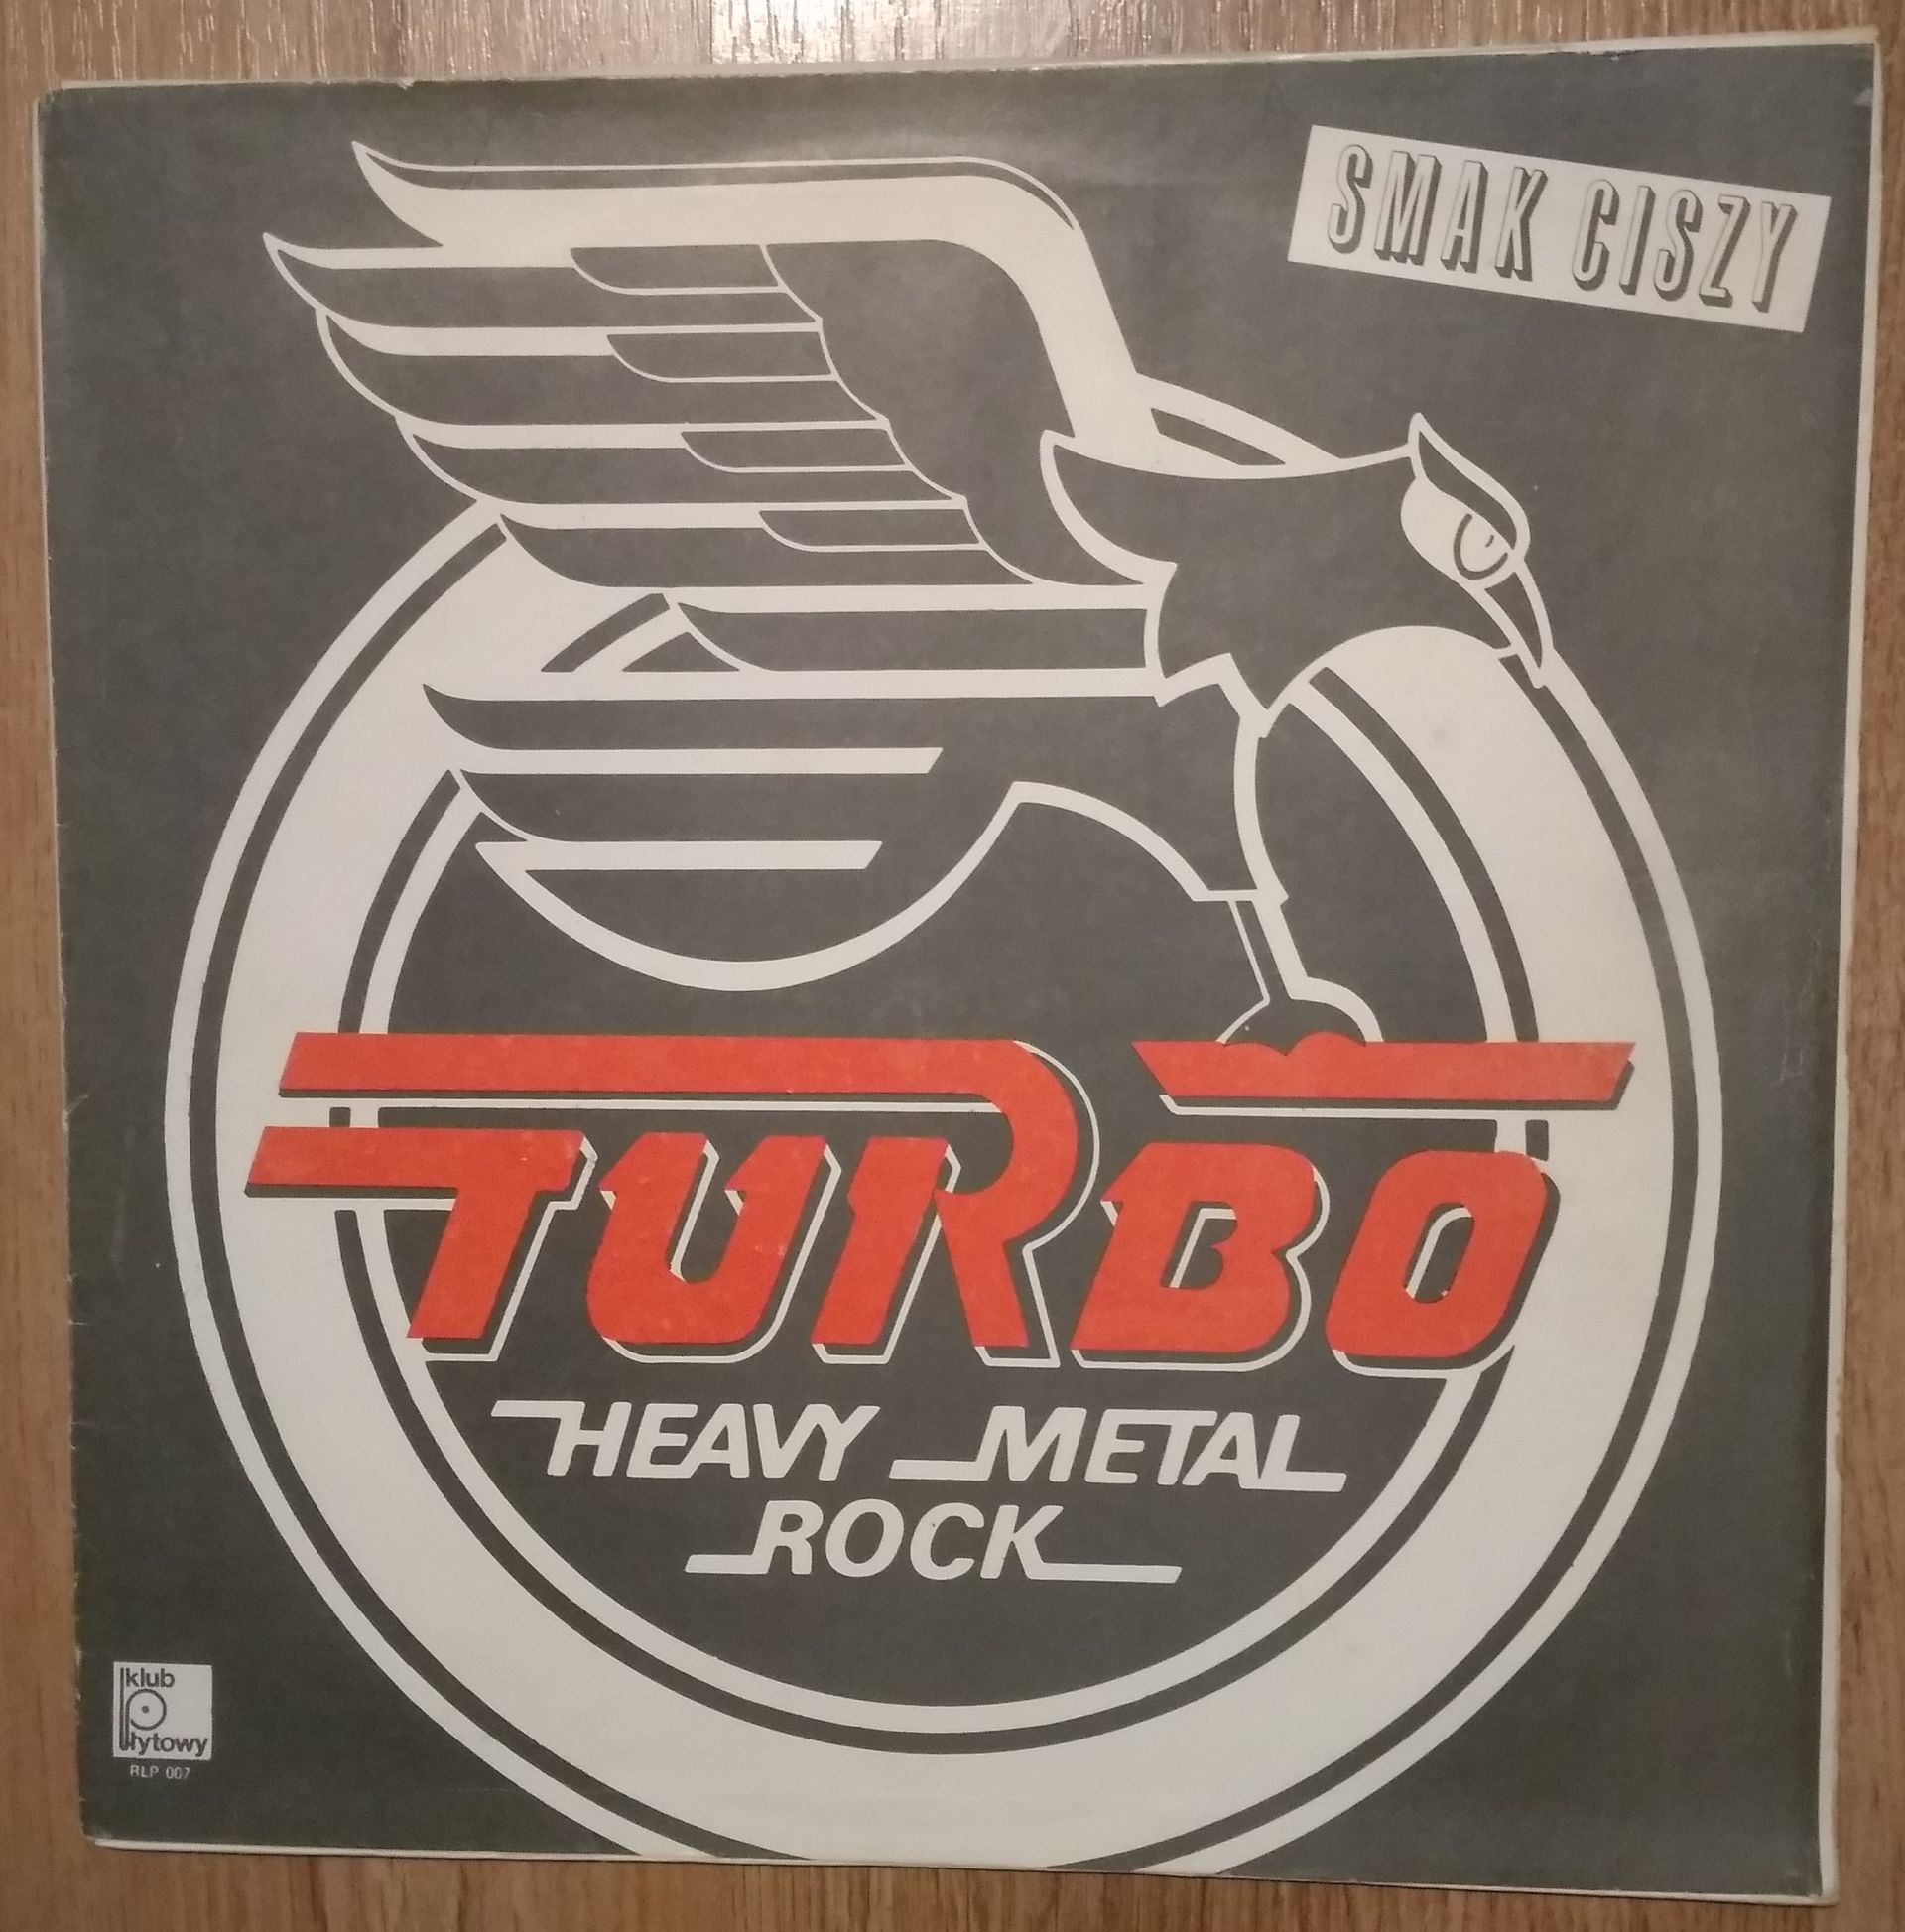 SMAK CISZY
TURBO
HEAVY METAL
ROCK
klub
płytowy
RLP 007